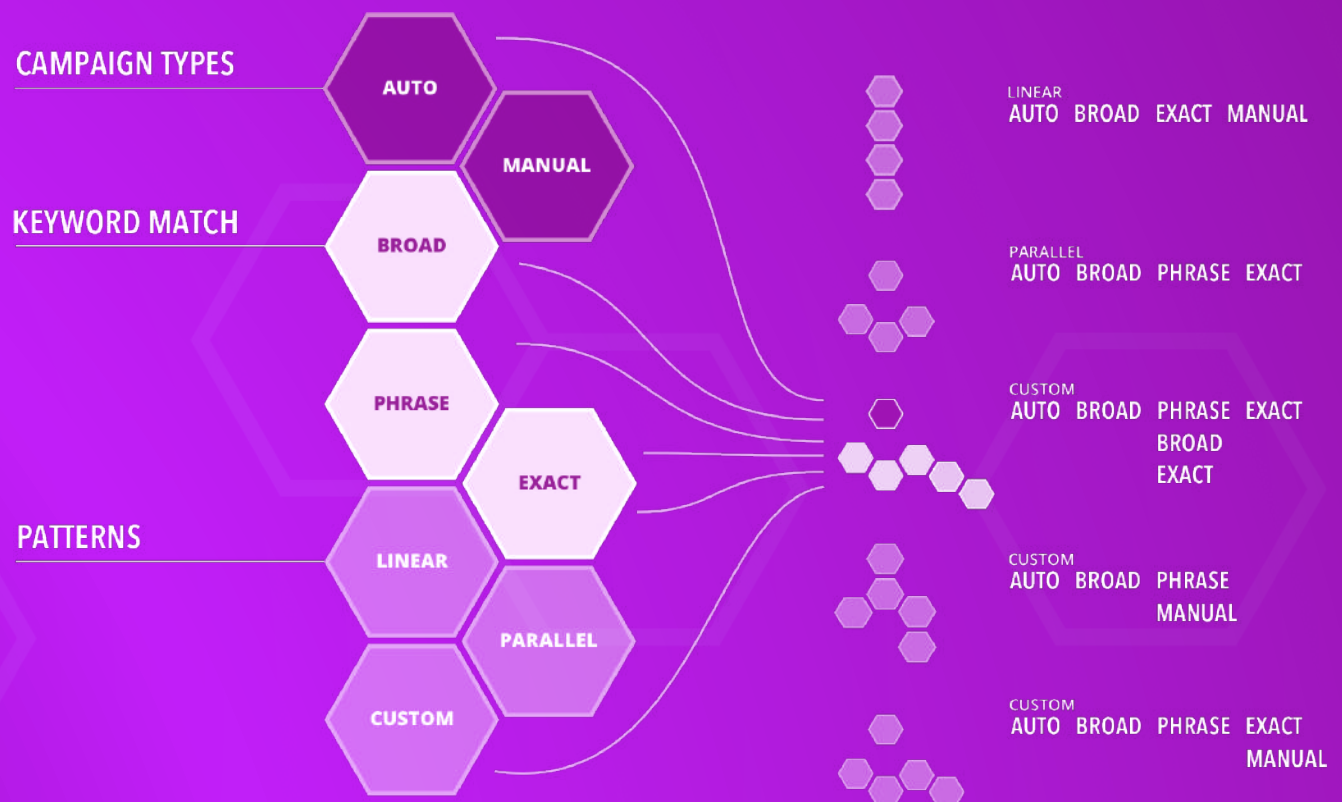 CAMPAIGN TYPES
AUTO
MANUAL
KEYWORD MATCH
BROAD
PHRASE
EXACT
PATTERNS
LINEAR
PARALLEL
CUSTOM
LINEAR
AUTO BROAD EXACT MANUAL
PARALLEL
AUTO BROAD PHRASE EXACT
CUSTOM
AUTO BROAD PHRASE EXACT
BROAD
EXACT
CUSTOM
AUTO BROAD PHRASE
MANUAL
CUSTOM
AUTO BROAD PHRASE EXACT
MANUAL